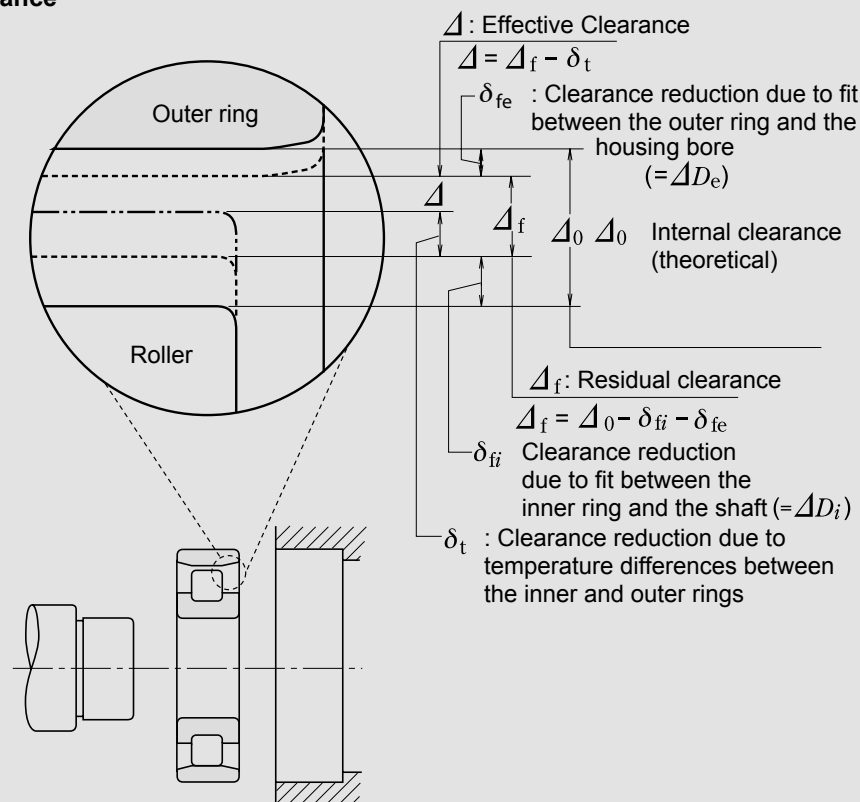 ance
Δ : Effective Clearance
Δ = Δf − δt
δfe : Clearance reduction due to fit
between the outer ring and the
housing bore
(=ΔDe)
Outer ring
Δ
Δf
Δ0 Δ0 Internal clearance
(theoretical)
Roller
Δf: Residual clearance
Δf = Δ0 − δfi − δfe
δfi Clearance reduction
due to fit between the
inner ring and the shaft (=ΔDi)
δt : Clearance reduction due to
temperature differences between
the inner and outer rings